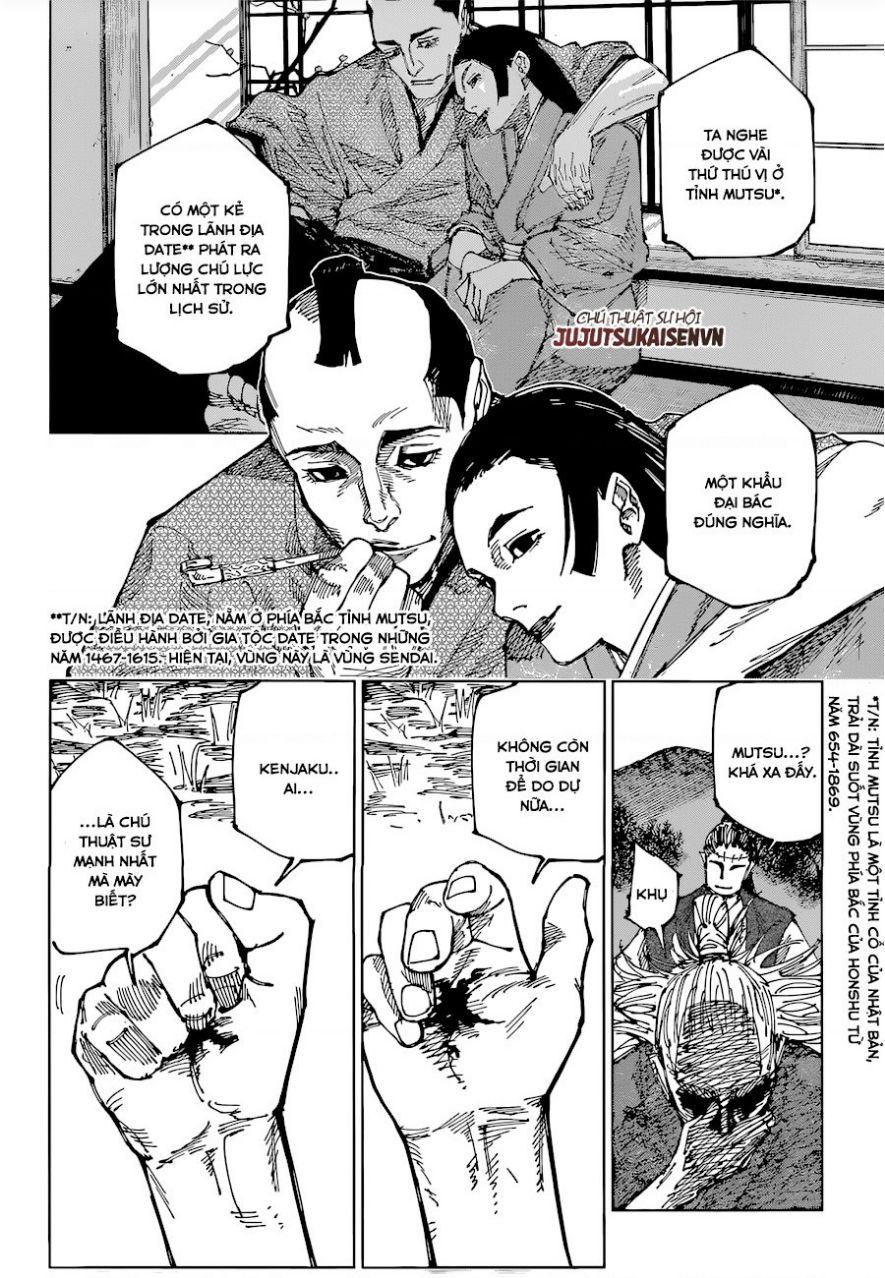 TA NGHE
ĐƯỢC VÀI
THỨ THÚ VỊ Ở
TỈNH MUTSU*.
CÓ MỘT KẺ
TRONG LÃNH ĐỊA
DATE** PHÁT RA
LƯỢNG CHÚ LỰC
LỚN NHẤT TRONG
LỊCH SỬ.
CHÚ THUẬT SƯ HỒI
JUJUTSUKAISENVN
MỘT KHẨU
ĐẠI BÁC
ĐÚNG NGHĨA.
**T/N: LÃNH ĐỊA DATE, NẰM Ở PHÍA BẮC TỈNH MUTSU,
ĐƯỢC ĐIỀU HÀNH BỞI GIA TỘC DATE TRONG NHỮNG
NĂM 1467-1615. HIỆN TẠI, VÙNG NÀY LÀ VÙNG SENDAI.
*T/N: TỈNH MUTSU LÀ MỘT TỈNH CỔ CỦA NHẬT BẢN,
TRẢI DÀI SUỐT VÙNG PHÍA BẮC CỦA HONSHU TỪ
NĂM 654-1869.
MUTSU...?
KHÁ XA ĐẤY.
KHỤ
KHÔNG CÒN
THỜI GIAN
ĐỂ DO DỰ
NỮA...
KENJAKU..
AI...
...LÀ CHÚ
THUẬT SƯ
MẠNH NHẤT
MÀ MÀY
BIẾT?